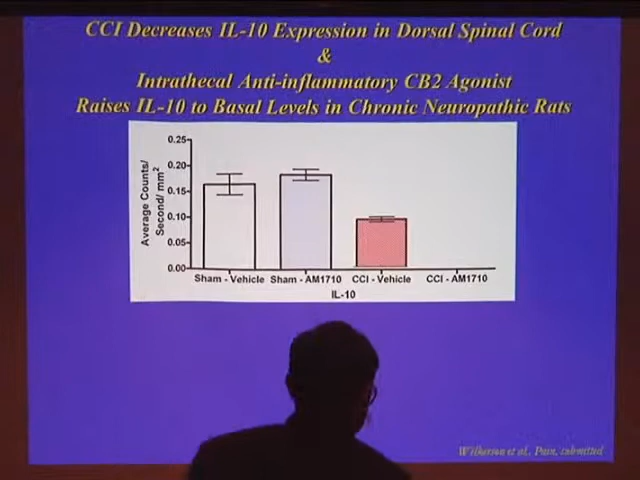 CCI Decreases IL-10 Expression in Dorsal Spinal Cord
&
Intrathecal Anti-inflammatory CB2 Agonist
Raises IL-10 to Basal Levels in Chronic Neuropathic Rats
Average Counts/
Second/ mm²
0.25
0.20
0.15
0.10
0.05
0.00
Sham - Vehicle Sham - AM1710 CCI - Vehicle CCI - AM1710
IL-10
Wilkerson et al., Pain, submitted